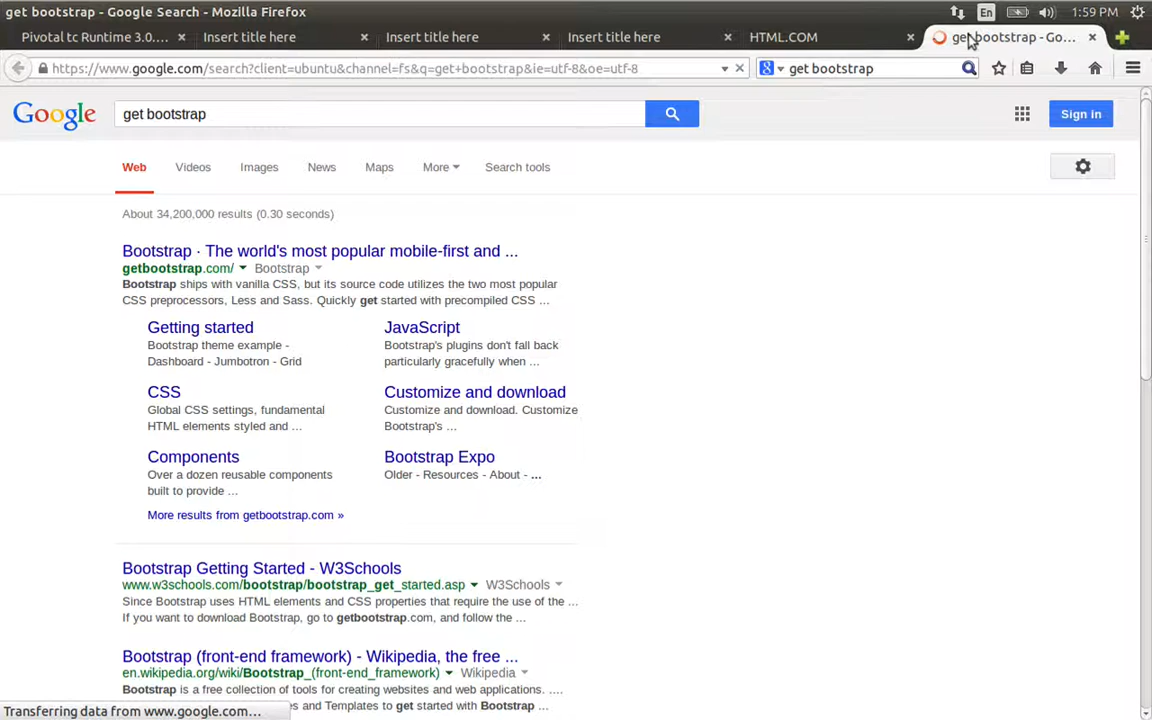 get bootstrap - Google Search - Mozilla Firefox
En
1:59 PM
Pivotal tc Runtime 3.0....
Insert title here
Insert title here
Insert title here
HTML.COM
get bootstrap - Go...
https://www.google.com/search?client=ubuntu&channel=fs&q=get+bootstrap&ie=utf-8&oe=utf-8
get bootstrap
Google
get bootstrap
Sign in
Web
Videos
Images
News
Maps
More
Search tools
About 34,200,000 results (0.30 seconds)
Bootstrap · The world's most popular mobile-first and ...
getbootstrap.com/ Bootstrap
Bootstrap ships with vanilla CSS, but its source code utilizes the two most popular
CSS preprocessors, Less and Sass. Quickly get started with precompiled CSS ...
Getting started
Bootstrap theme example -
Dashboard - Jumbotron - Grid
JavaScript
Bootstrap's plugins don't fall back
particularly gracefully when ...
CSS
Global CSS settings, fundamental
HTML elements styled and ...
Customize and download
Customize and download. Customize
Bootstrap's ...
Components
Over a dozen reusable components
built to provide ...
Bootstrap Expo
Older - Resources - About - ...
More results from getbootstrap.com »
Bootstrap Getting Started - W3Schools
www.w3schools.com/bootstrap/bootstrap_get_started.asp W3Schools
Since Bootstrap uses HTML elements and CSS properties that require the use of the ...
If you want to download Bootstrap, go to getbootstrap.com, and follow the ...
Bootstrap (front-end framework) - Wikipedia, the free ...
en.wikipedia.org/wiki/Bootstrap_(front-end_framework) Wikipedia
Bootstrap is a free collection of tools for creating websites and web applications. ....
es and Templates to get started with Bootstrap ...
Transferring data from www.google.com...